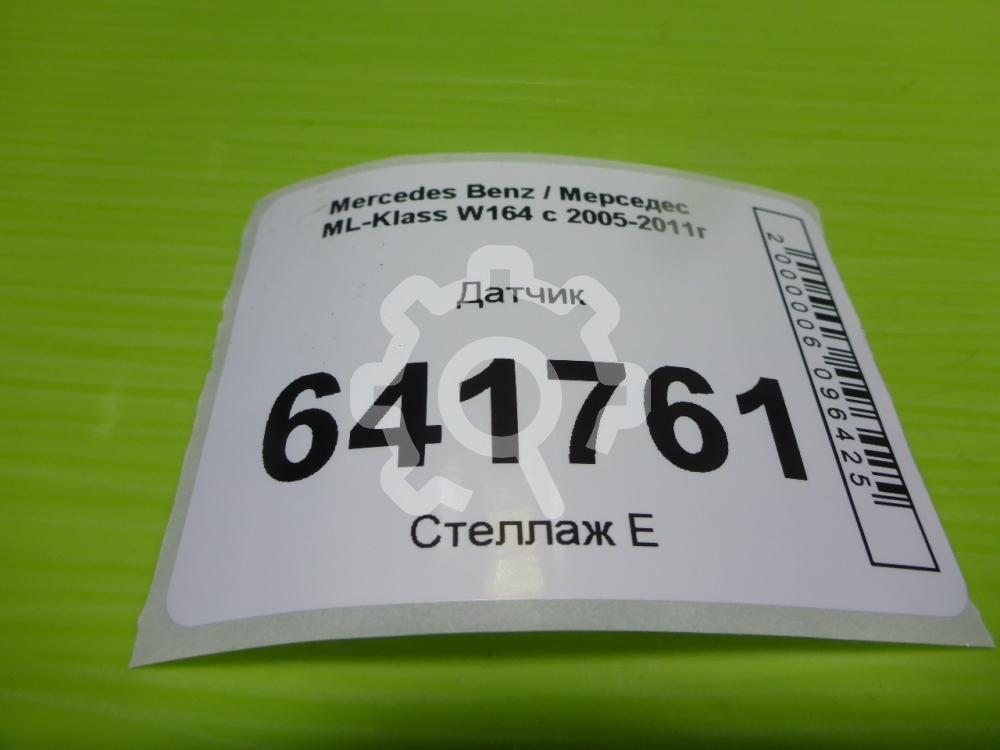 Mercedes Benz / Мерседес
ML-Klass W164 с 2005-2011г
Датчик
641761
Стеллаж Е
2000006096425